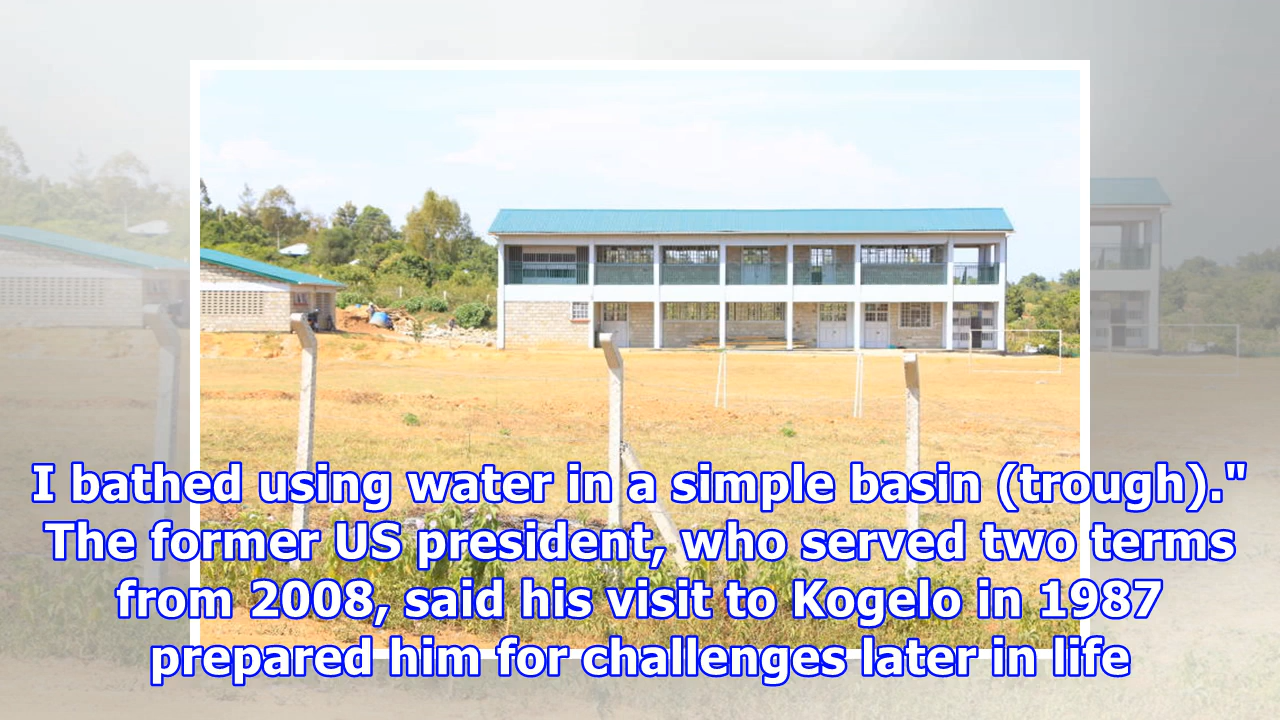 I bathed using water in a simple basin (trough)."
The former US president, who served two terms
from 2008, said his visit to Kogelo in 1987
prepared him for challenges later in life